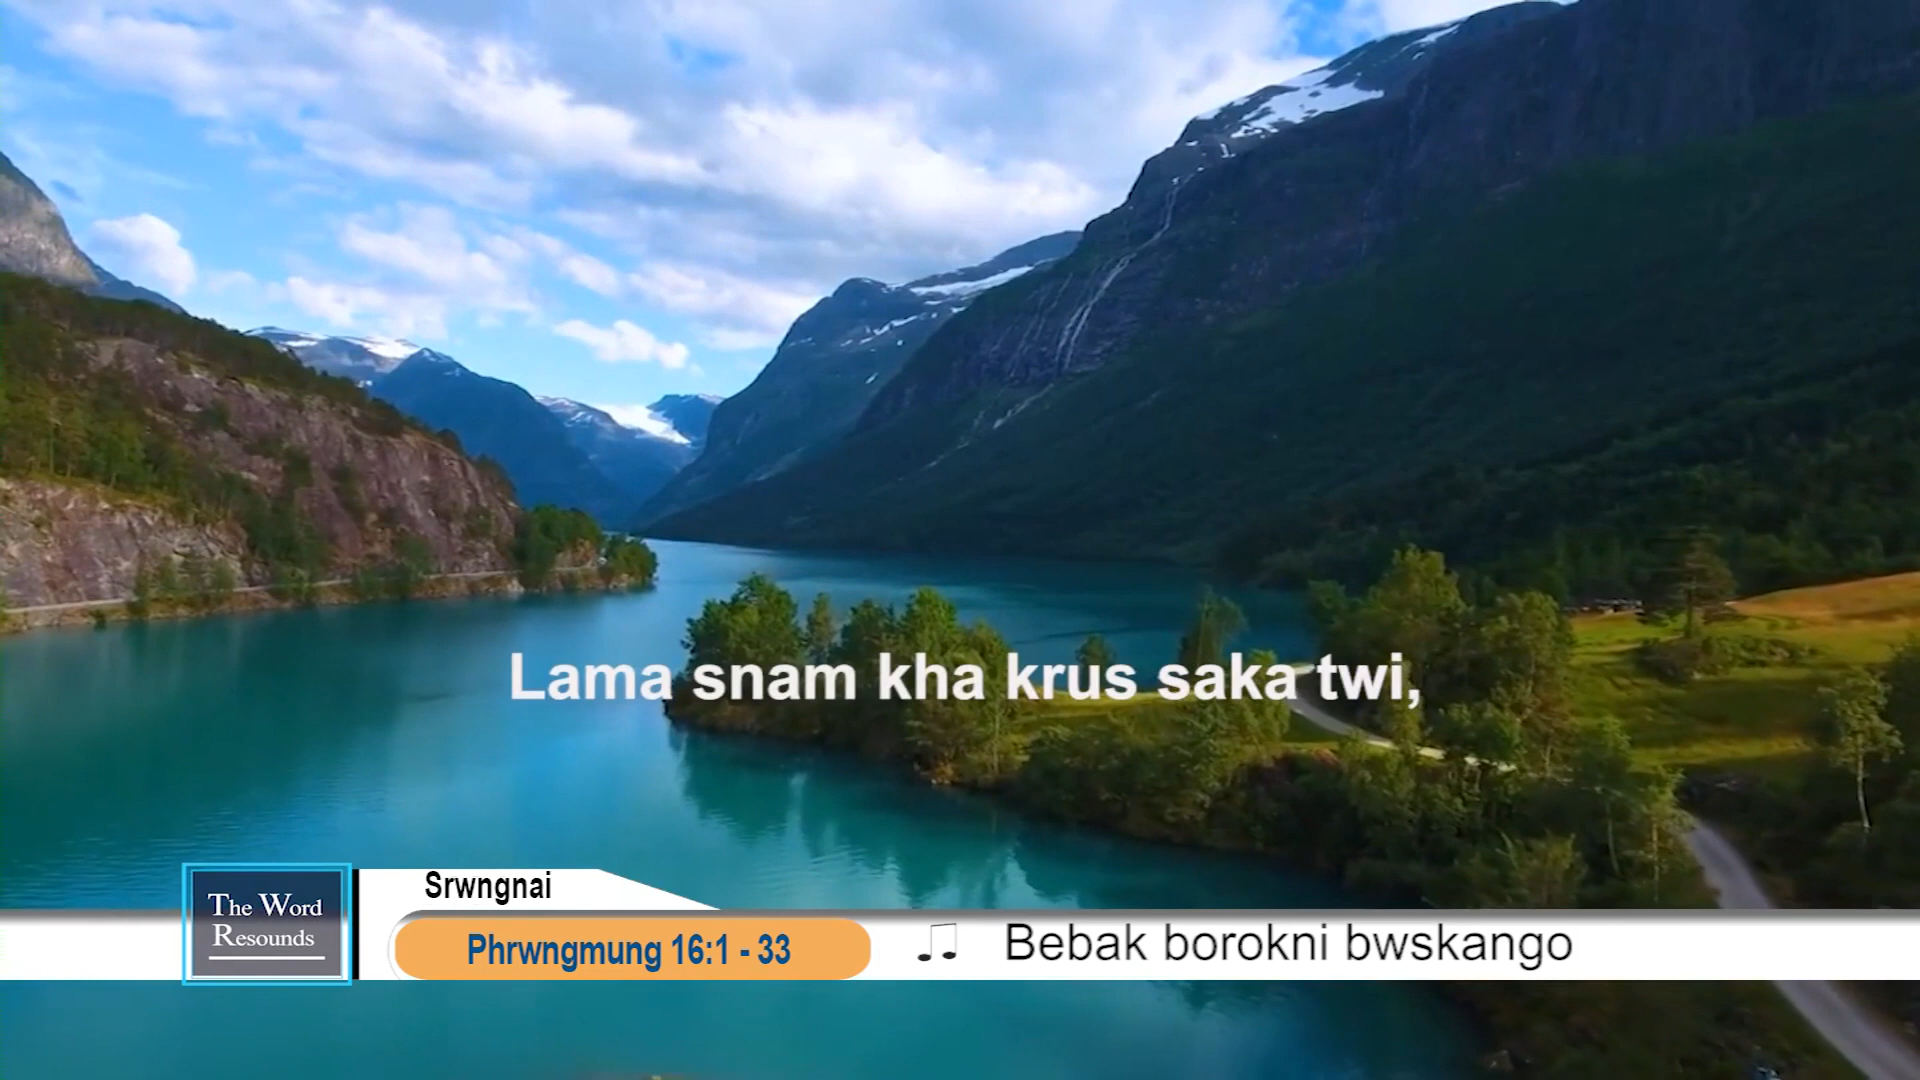 Lama snam kha krus saka twi,
The Word
Resounds
Srwngnai
Phrwngmung 16:1 - 33
Bebak borokni bwskango